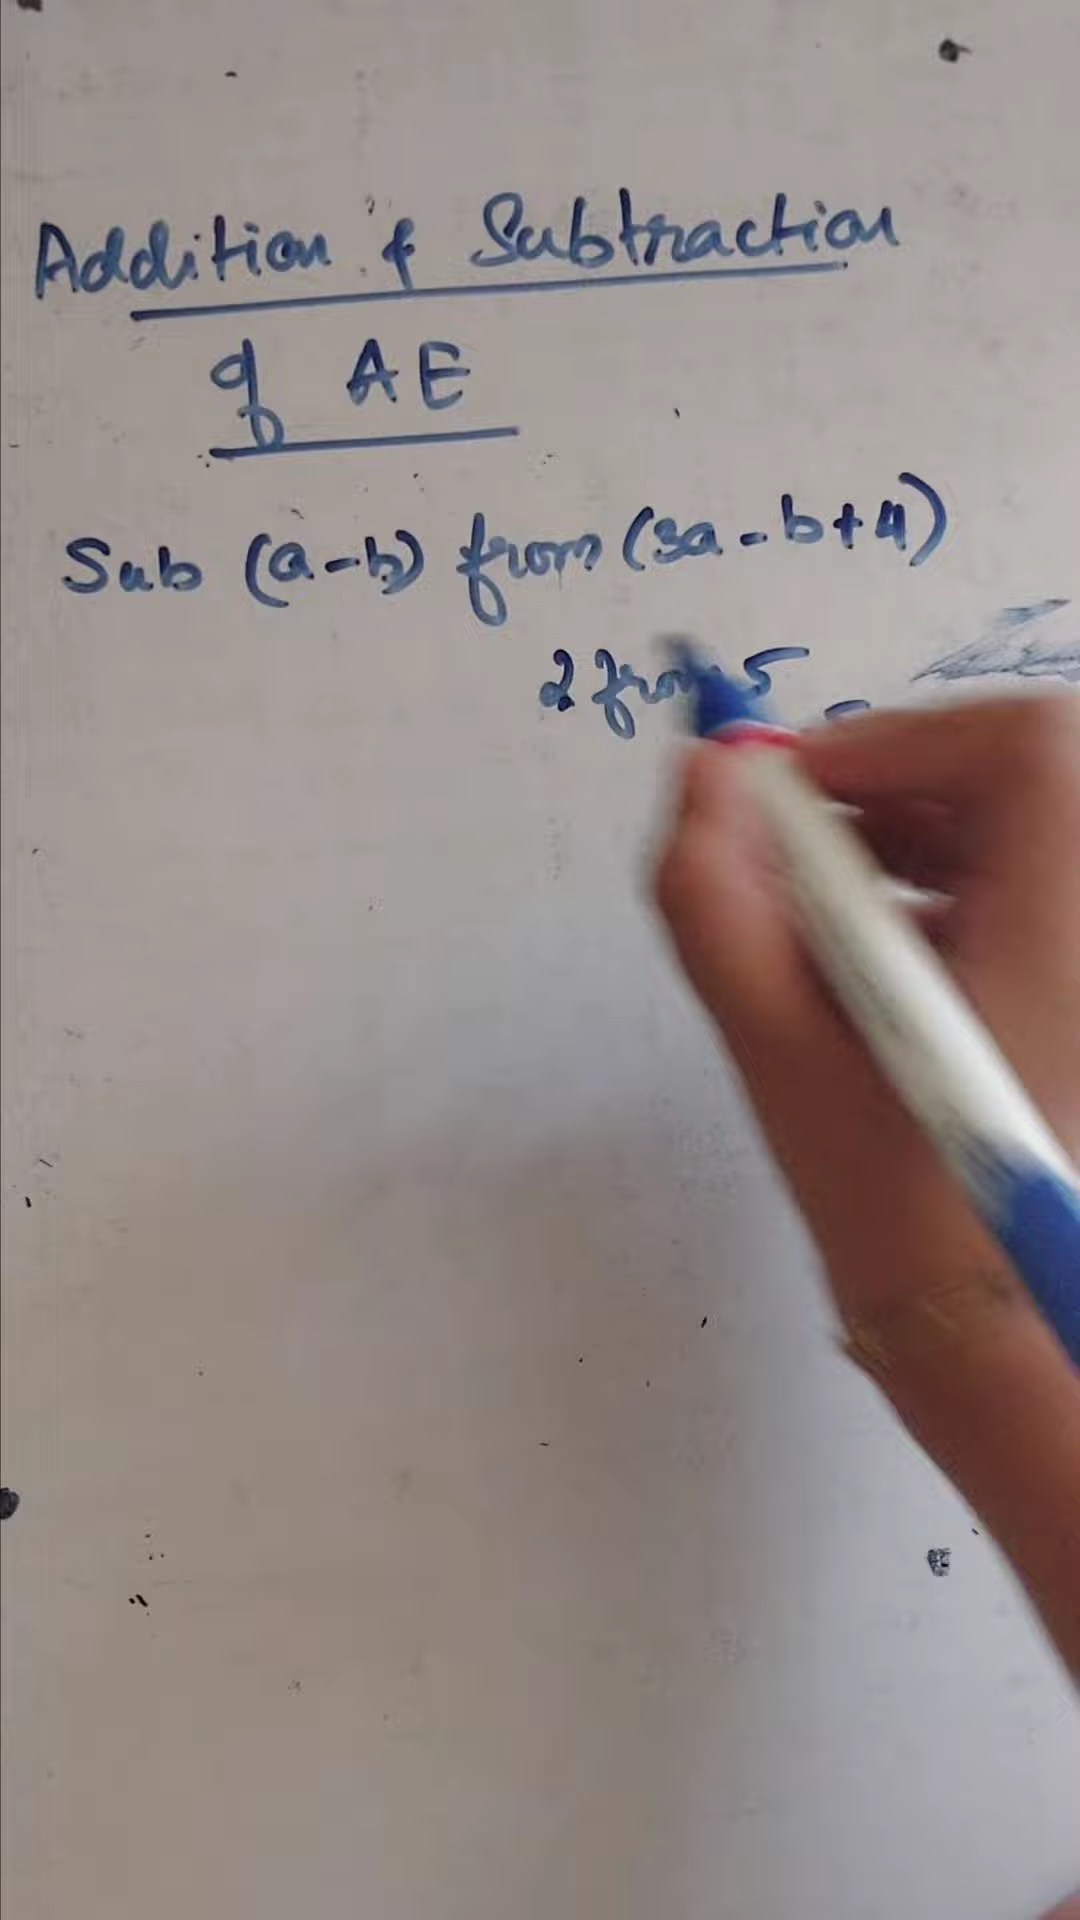 Addition & Subtraction
of AE
Sub (a-b) from (3a-b+4)
2 from 5